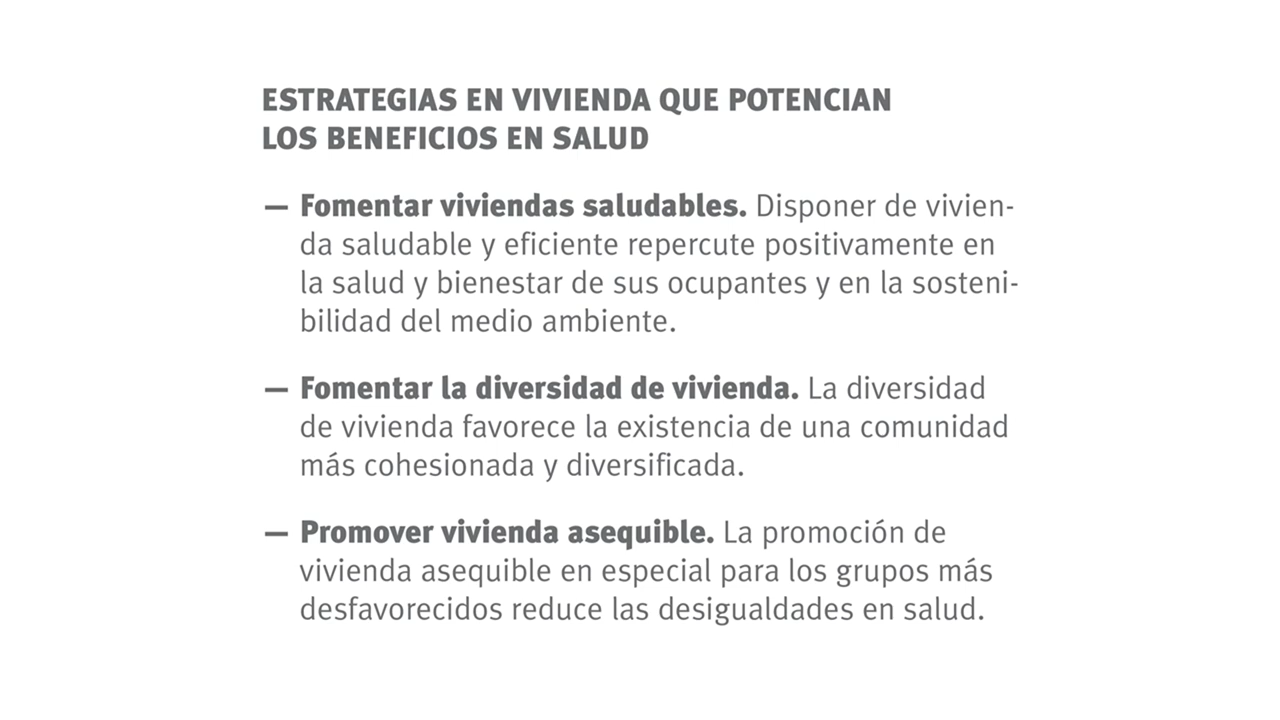 ESTRATEGIAS EN VIVIENDA QUE POTENCIAN
LOS BENEFICIOS EN SALUD
— Fomentar viviendas saludables. Disponer de vivien-
da saludable y eficiente repercute positivamente en
la salud y bienestar de sus ocupantes y en la sosteni-
bilidad del medio ambiente.
— Fomentar la diversidad de vivienda. La diversidad
de vivienda favorece la existencia de una comunidad
más cohesionada y diversificada.
— Promover vivienda asequible. La promoción de
vivienda asequible en especial para los grupos más
desfavorecidos reduce las desigualdades en salud.